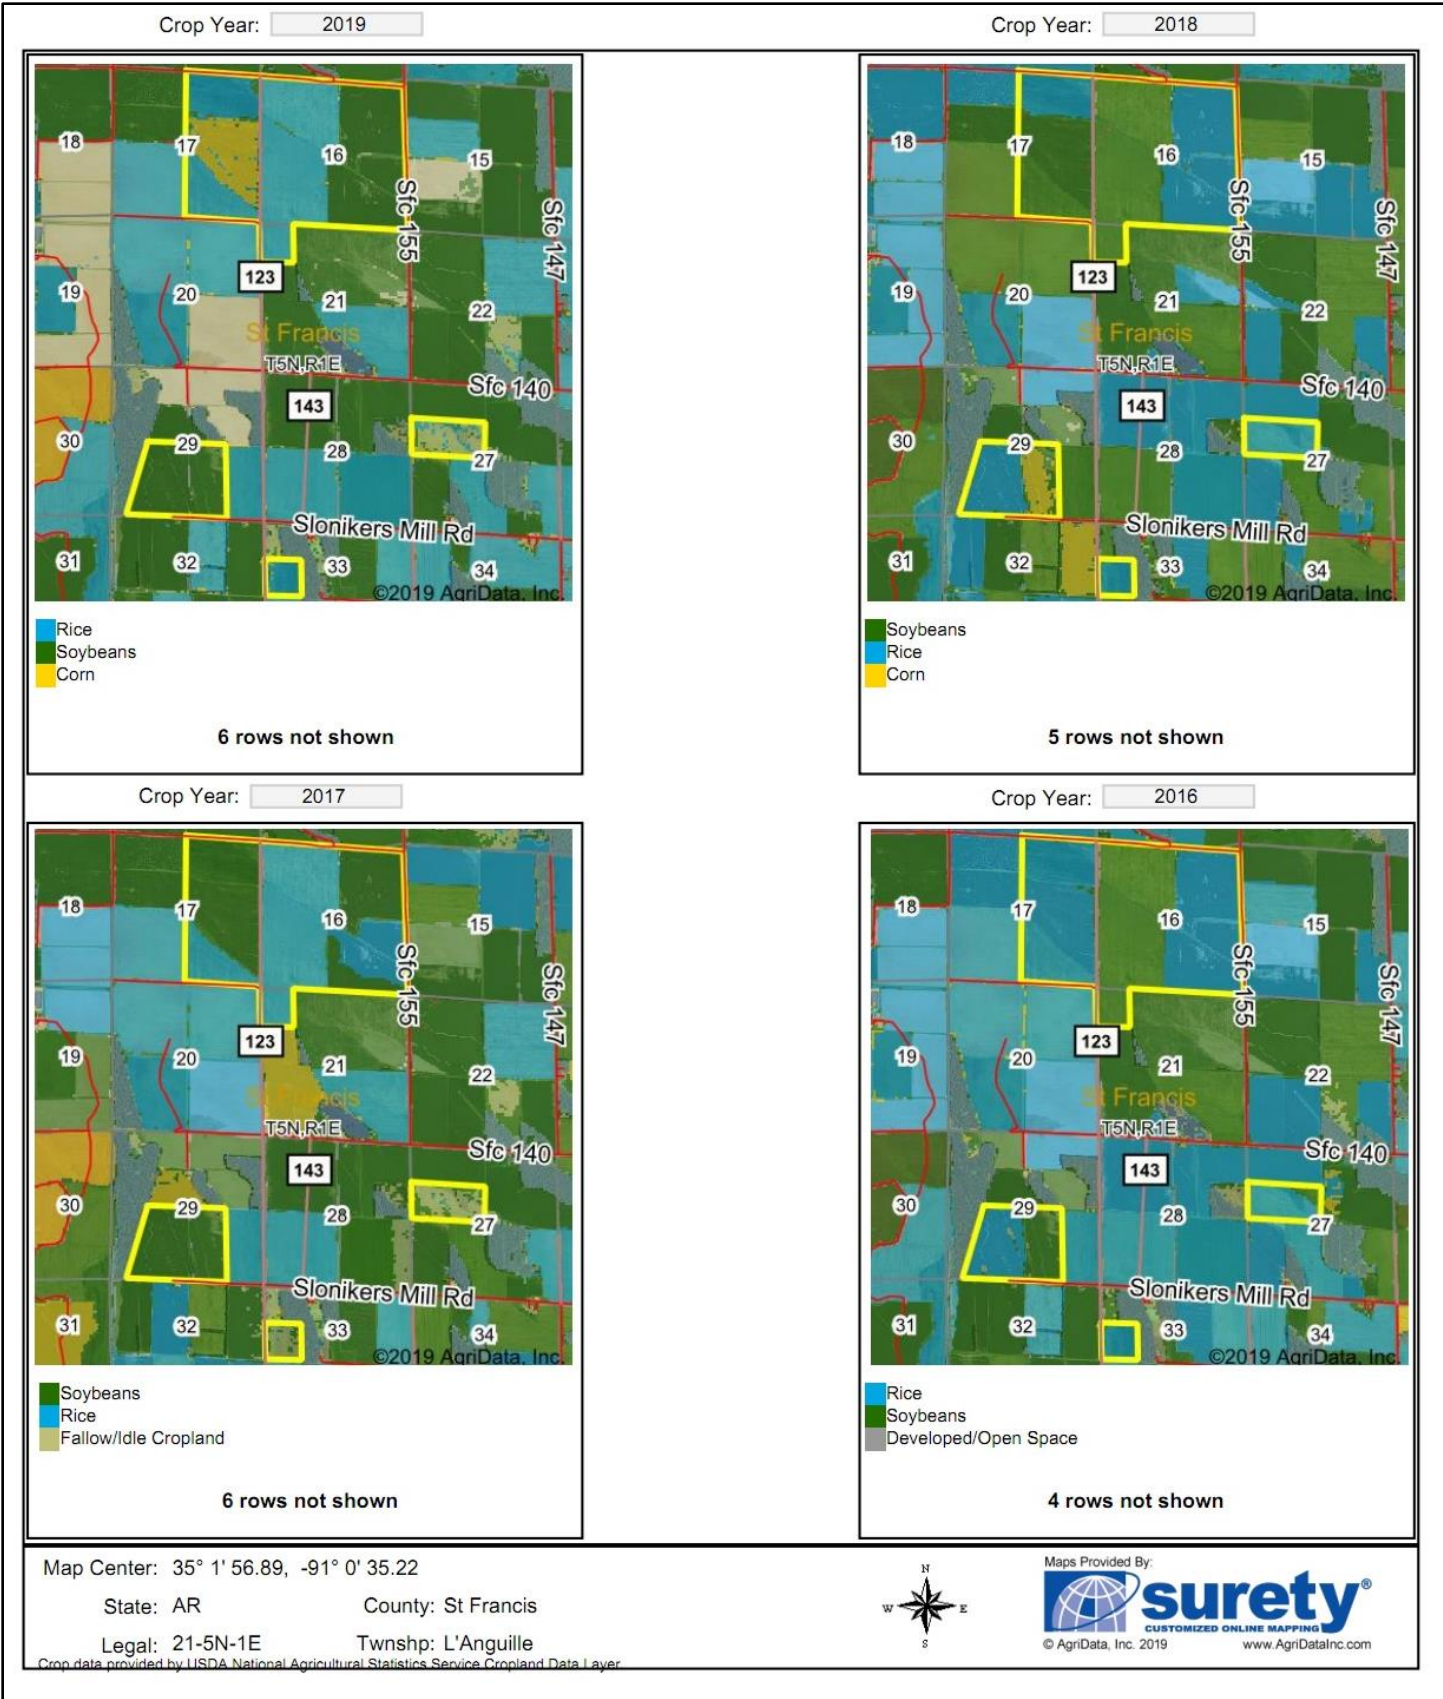 Crop Year: 2019
Crop Year: 2018
18
17
16
15
Sfc 155
Sfc 147
123
19
20
21
22
St Francis
T5N,R1E
Sfc 140
143
30
29
28
27
Slonikers Mill Rd
31
32
33
34
©2019 AgriData, Inc.
Rice
Soybeans
Corn
6 rows not shown
18
17
16
15
Sfc 155
Sfc 147
123
19
20
21
22
St Francis
T5N,R1E
Sfc 140
143
30
29
28
27
Slonikers Mill Rd
31
32
33
34
©2019 AgriData, Inc.
Soybeans
Rice
Corn
5 rows not shown
Crop Year: 2017
Crop Year: 2016
18
17
16
15
Sfc 155
Sfc 147
123
19
20
21
22
St Francis
T5N,R1E
Sfc 140
143
30
29
28
27
Slonikers Mill Rd
31
32
33
34
©2019 AgriData, Inc.
Soybeans
Rice
Fallow/Idle Cropland
6 rows not shown
18
17
16
15
Sfc 155
Sfc 147
123
19
20
21
22
St Francis
T5N,R1E
Sfc 140
143
30
29
28
27
Slonikers Mill Rd
31
32
33
34
©2019 AgriData, Inc.
Rice
Soybeans
Developed/Open Space
4 rows not shown
Map Center: 35° 1' 56.89, -91° 0' 35.22
State: AR County: St Francis
Legal: 21-5N-1E Twnshp: L'Anguille
Crop data provided by USDA National Agricultural Statistics Service Cropland Data Layer.
N
W E
S
Maps Provided By:
surety®
CUSTOMIZED ONLINE MAPPING
© AgriData, Inc. 2019 www.AgriDataInc.com